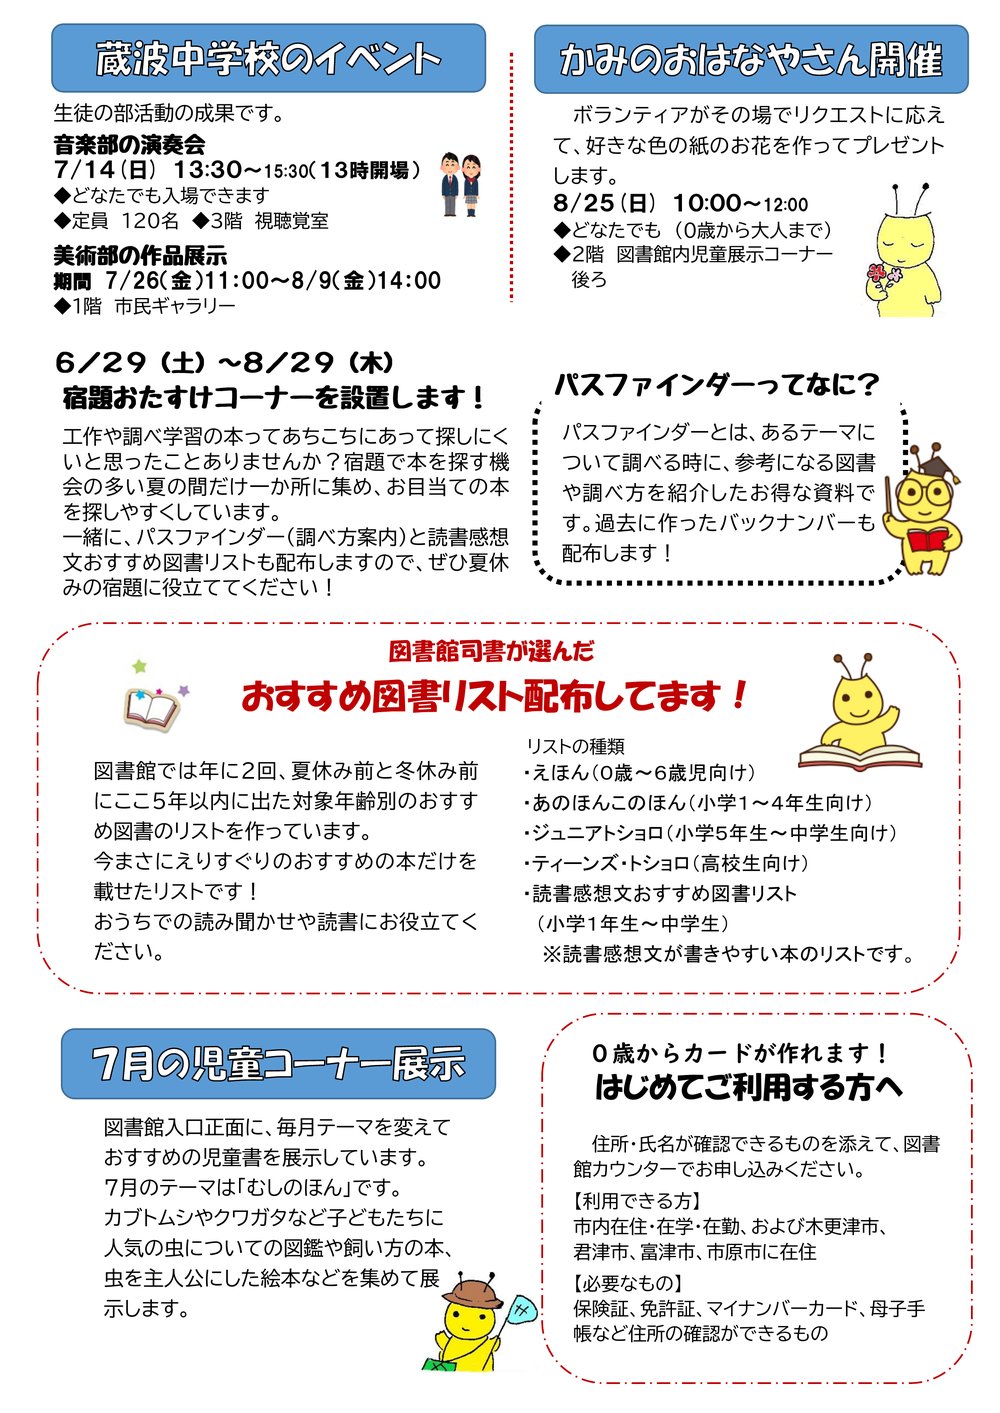 蔵波中学校のイベント
生徒の部活動の成果です。
音楽部の演奏会
7/14(日) 13:30～15:30(13時開場)
◆どなたでも入場できます
◆定員 120名 ◆3階 視聴覚室
美術部の作品展示
期間 7/26(金)11:00～8/9(金)14:00
◆1階 市民ギャラリー
かみのおはなやさん開催
ボランティアがその場でリクエストに応え
て、好きな色の紙のお花を作ってプレゼント
します。
8/25(日) 10:00～12:00
◆どなたでも (0歳から大人まで)
◆2階 図書館内児童展示コーナー
後ろ
6/29(土)～8/29(木)
宿題おたすけコーナーを設置します！
工作や調べ学習の本ってあちこちにあって探しにく
いと思ったことありませんか？宿題で本を探す機
会の多い夏の間だけ一か所に集め、お目当ての本
を探しやすくしています。
一緒に、パスファインダー(調べ方案内)と読書感想
文おすすめ図書リストも配布しますので、ぜひ夏休
みの宿題に役立ててください！
パスファインダーってなに？
パスファインダーとは、あるテーマに
ついて調べる時に、参考になる図書
や調べ方を紹介したお得な資料で
す。過去に作ったバックナンバーも
配布します！
図書館司書が選んだ
おすすめ図書リスト配布してます！
図書館では年に2回、夏休み前と冬休み前
にここ5年以内に出た対象年齢別のおすす
め図書のリストを作っています。
今まさにえりすぐりのおすすめの本だけを
載せたリストです！
おうちでの読み聞かせや読書にお役立てく
ださい。
リストの種類
・えほん(0歳～6歳児向け)
・あのほんこのほん(小学1～4年生向け)
・ジュニアトショロ(小学5年生～中学生向け)
・ティーンズ・トショロ(高校生向け)
・読書感想文おすすめ図書リスト
(小学1年生～中学生)
※読書感想文が書きやすい本のリストです。
7月の児童コーナー展示
図書館入口正面に、毎月テーマを変えて
おすすめの児童書を展示しています。
7月のテーマは「むしのほん」です。
カブトムシやクワガタなど子どもたちに
人気の虫についての図鑑や飼い方の本、
虫を主人公にした絵本などを集めて展
示します。
0歳からカードが作れます！
はじめてご利用する方へ
住所・氏名が確認できるものを添えて、図書
館カウンターでお申し込みください。
【利用できる方】
市内在住・在学・在勤、および木更津市、
君津市、富津市、市原市に在住
【必要なもの】
保険証、免許証、マイナンバーカード、母子手
帳など住所の確認ができるもの